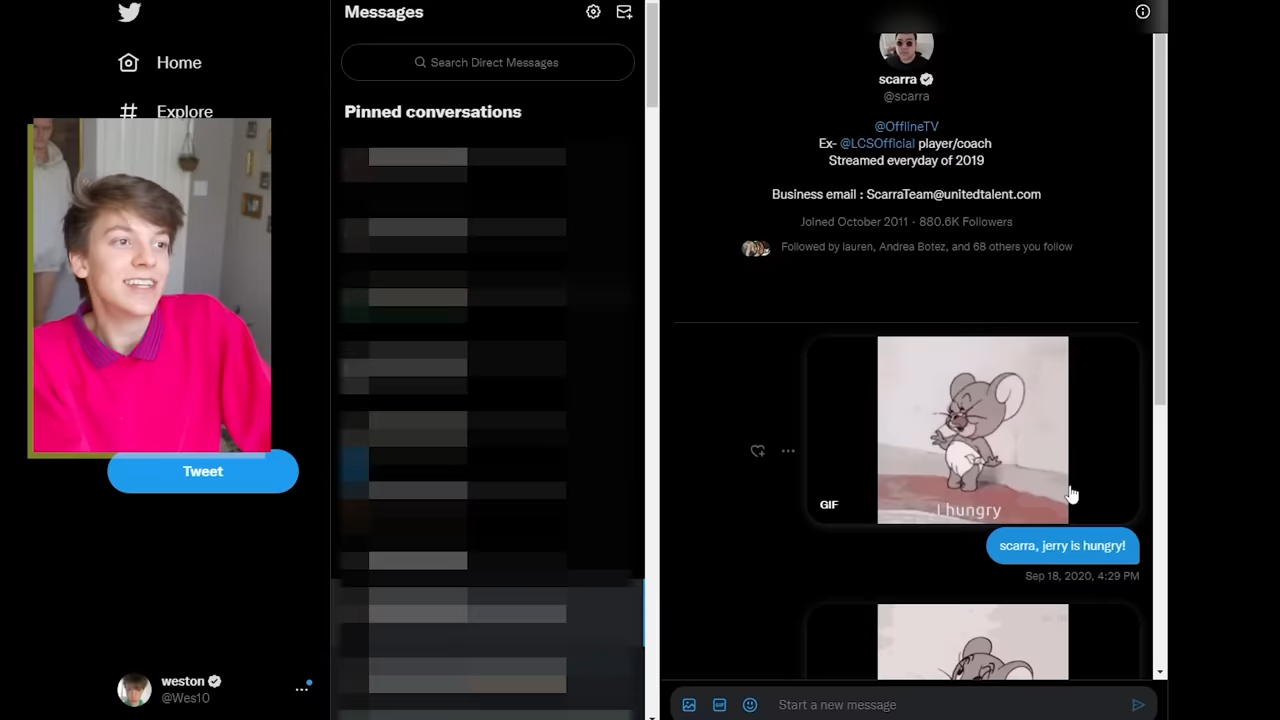 Home
Explore
Tweet
weston
@Wes10
Messages
Search Direct Messages
Pinned conversations
scarra
@scarra
@OfflineTV
Ex- @LCSOfficial player/coach
Streamed everyday of 2019
Business email : ScarraTeam@unitedtalent.com
Joined October 2011 · 880.6K Followers
Followed by lauren, Andrea Botez, and 68 others you follow
I hungry
GIF
scarra, jerry is hungry!
Sep 18, 2020, 4:29 PM
GIF
Start a new message